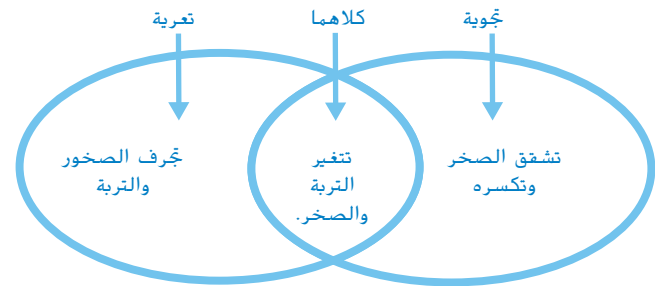 تجوية
كلاهما
تعرية
تشقق الصخر
وتكسره
تتغير
التربة
والصخر.
تجرف الصخور
والتربة